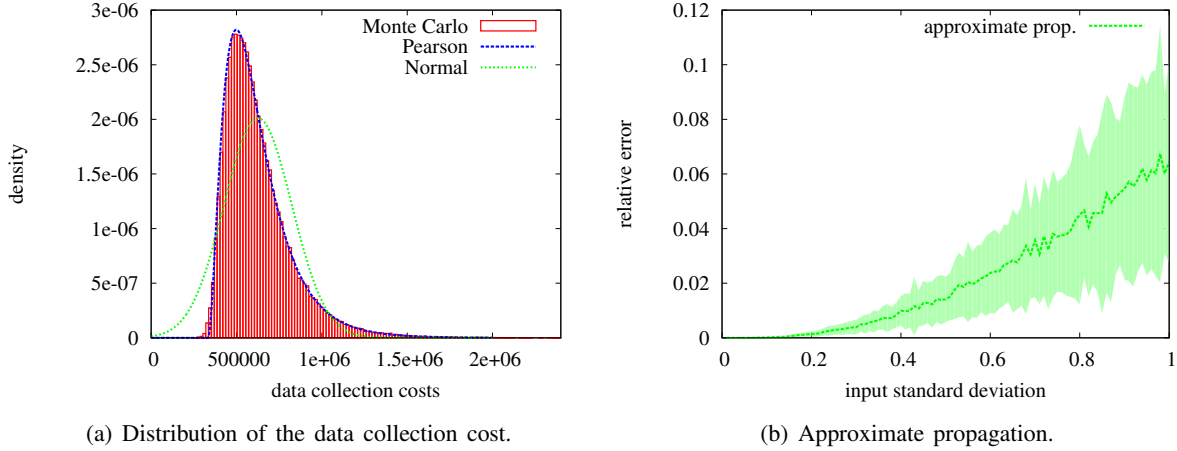 3e-06
2.5e-06
2e-06
1.5e-06
1e-06
5e-07
0
density
Monte Carlo
Pearson
Normal
0 500000 1e+06 1.5e+06 2e+06
data collection costs
(a) Distribution of the data collection cost.
0.12
0.1
0.08
0.06
0.04
0.02
0
relative error
approximate prop.
0 0.2 0.4 0.6 0.8 1
input standard deviation
(b) Approximate propagation.